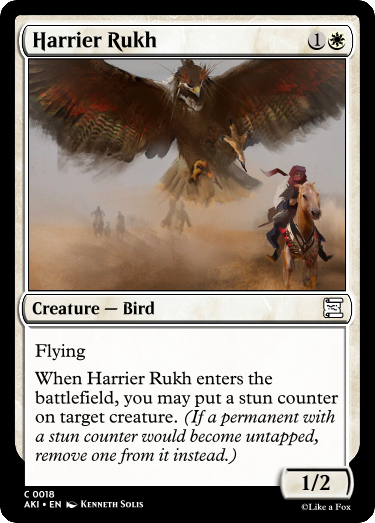 Harrier Rukh 1
Creature — Bird
Flying
When Harrier Rukh enters the
battlefield, you may put a stun counter
on target creature. (If a permanent with
a stun counter would become untapped,
remove one from it instead.)
1/2
C 0018
AKI • EN Kenneth Solis
©Like a Fox